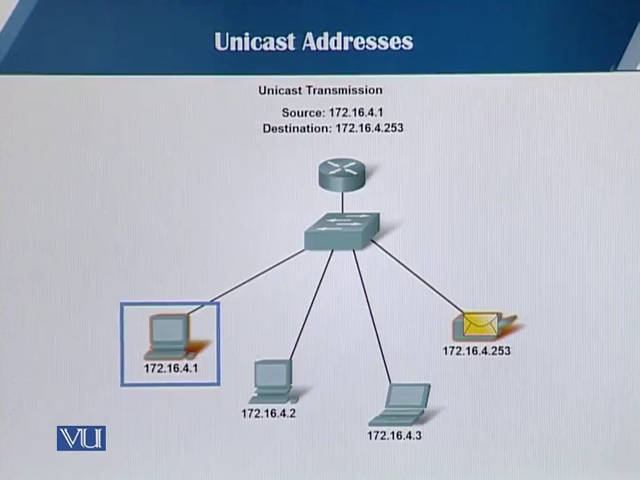 Unicast Addresses
Unicast Transmission
Source: 172.16.4.1
Destination: 172.16.4.253
172.16.4.253
172.16.4.1
172.16.4.2
172.16.4.3
VU